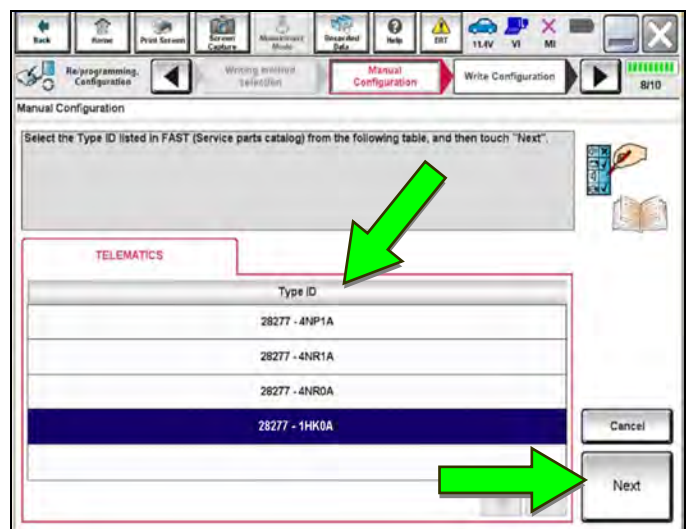 Back
Home
Print Screen
Screen Capture
Measurement Mode
Recorded Data
Help
ERT
11.4V
VI
MI
Re/programming, Configuration
Writing method selection
Manual Configuration
Write Configuration
8/10
Manual Configuration
Select the Type ID listed in FAST (Service parts catalog) from the following table, and then touch "Next".
TELEMATICS
Type ID
28277 - 4NP1A
28277 - 4NR1A
28277 - 4NR0A
28277 - 1HK0A
Cancel
Next